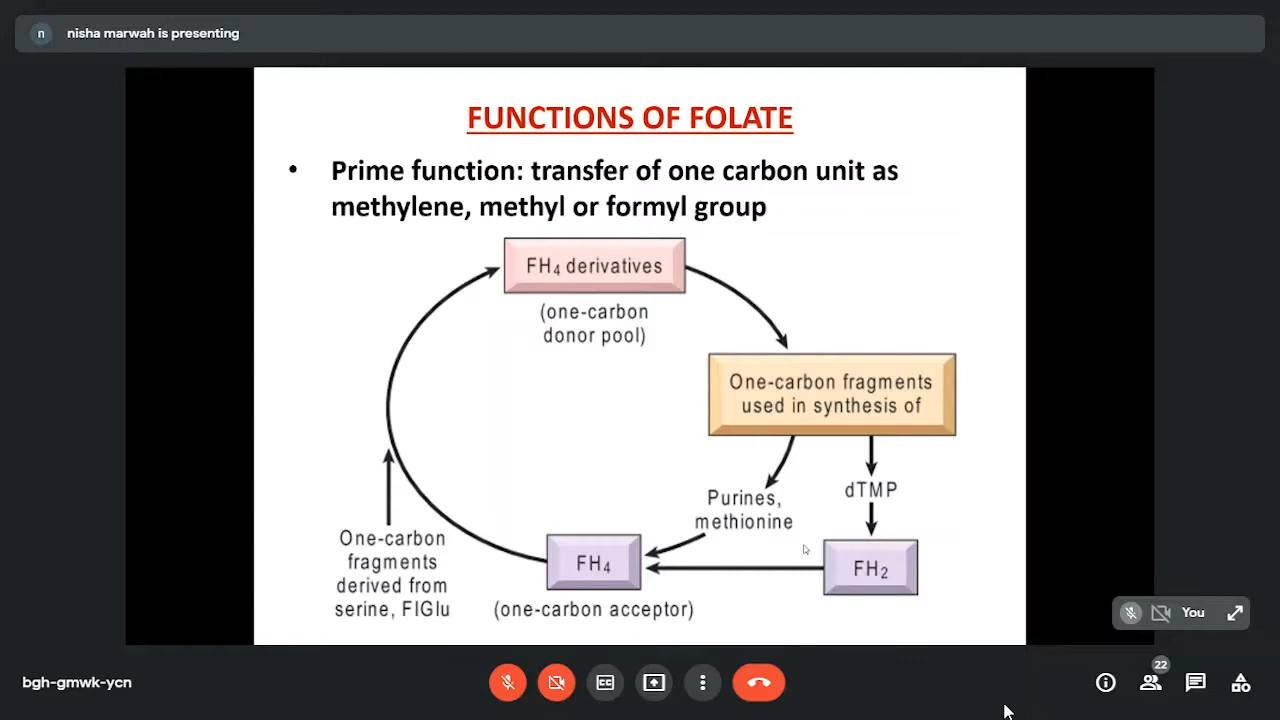 n nisha marwah is presenting
FUNCTIONS OF FOLATE
• Prime function: transfer of one carbon unit as
methylene, methyl or formyl group
FH₄ derivatives
(one-carbon
donor pool)
One-carbon fragments
used in synthesis of
Purines,
methionine
dTMP
One-carbon
fragments
derived from
serine, FIGlu
FH₄
(one-carbon acceptor)
FH₂
You
bgh-gmwk-ycn
CC
22